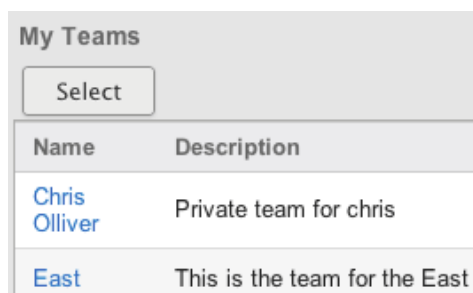 My Teams
Select
Name Description
Chris
Olliver Private team for chris
East This is the team for the East